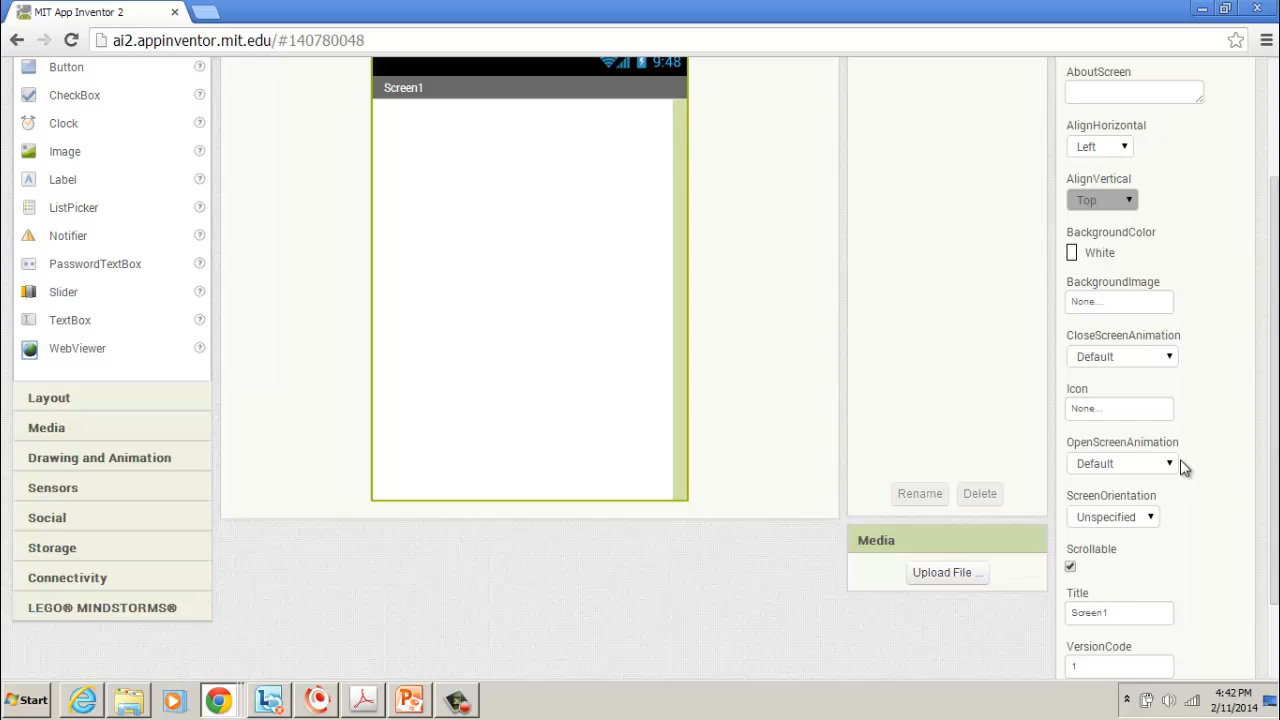 MIT App Inventor 2
ai2.appinventor.mit.edu/#140780048
Button
CheckBox
Clock
Image
Label
ListPicker
Notifier
PasswordTextBox
Slider
TextBox
WebViewer
Layout
Media
Drawing and Animation
Sensors
Social
Storage
Connectivity
LEGO® MINDSTORMS®
9:48
Screen1
Rename
Delete
Media
Upload File ...
AboutScreen
AlignHorizontal
Left
AlignVertical
Top
BackgroundColor
White
BackgroundImage
None...
CloseScreenAnimation
Default
Icon
None...
OpenScreenAnimation
Default
ScreenOrientation
Unspecified
Scrollable
Title
Screen1
VersionCode
1
Start
4:42 PM
2/11/2014